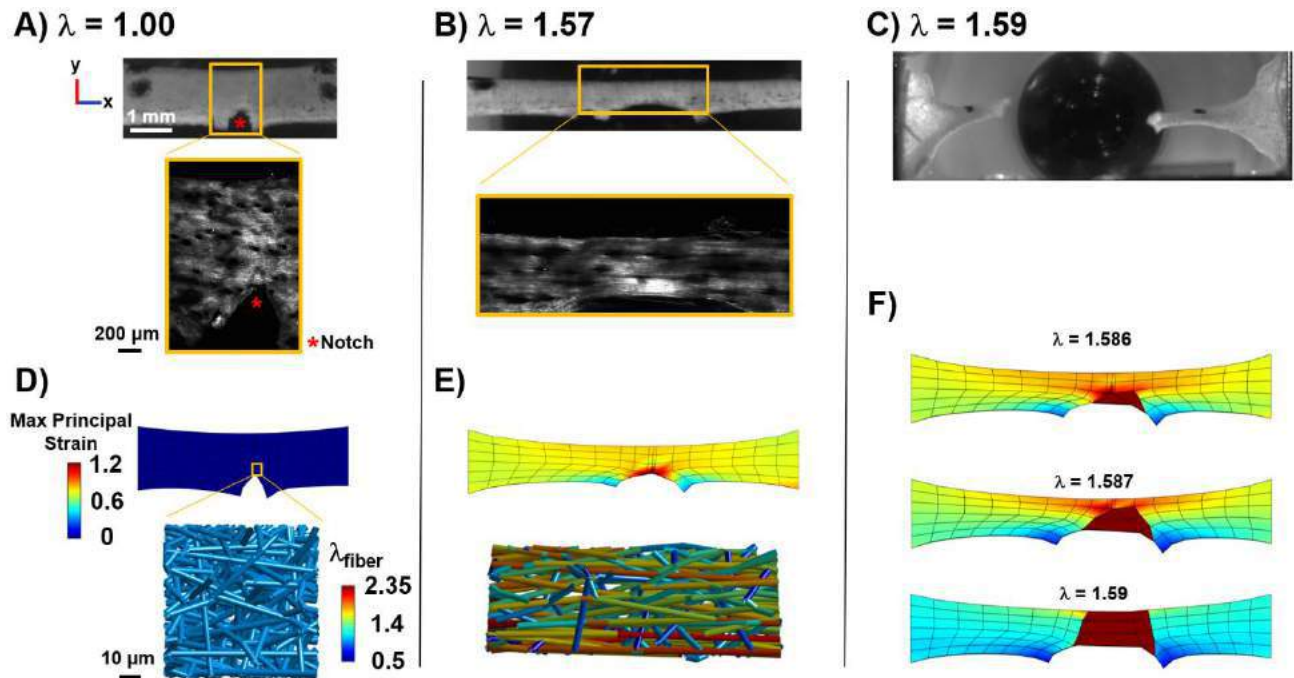 A) λ = 1.00
B) λ = 1.57
C) λ = 1.59
y
x
1 mm
*
*
200 µm
*Notch
D)
E)
F)
Max Principal
Strain
1.2
0.6
0
λfiber
2.35
1.4
0.5
10 µm
λ = 1.586
λ = 1.587
λ = 1.59